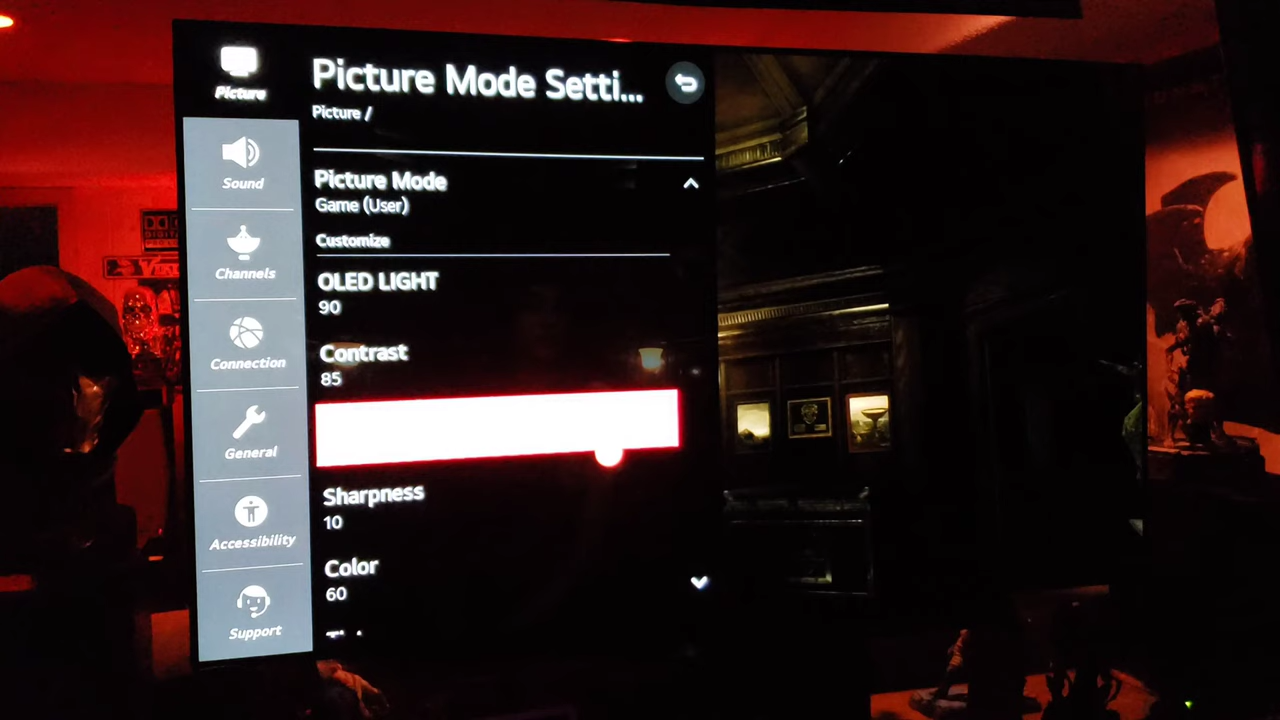 Picture
Picture Mode Setti...
Picture /
Sound
Picture Mode
Game (User)
Customize
Channels
OLED LIGHT
90
Connection
Contrast
85
General
Sharpness
10
Accessibility
Color
60
Support